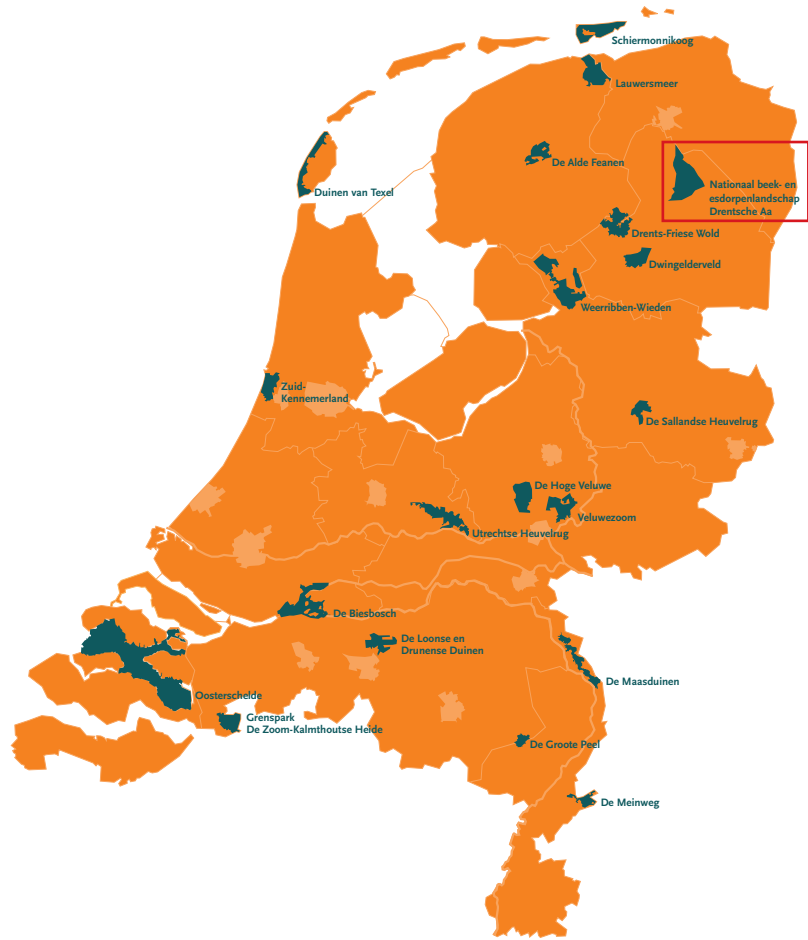 Schiermonnikoog
Lauwersmeer
De Alde Feanen
Nationaal beek- en
esdorpenlandschap
Drentsche Aa
Duinen van Texel
Drents-Friese Wold
Dwingelderveld
Weerribben-Wieden
Zuid-
Kennemerland
De Sallandse Heuvelrug
De Hoge Veluwe
Veluwezoom
Utrechtse Heuvelrug
De Biesbosch
De Loonse en
Drunense Duinen
De Maasduinen
Oosterschelde
Grenspark
De Zoom-Kalmthoutse Heide
De Groote Peel
De Meinweg